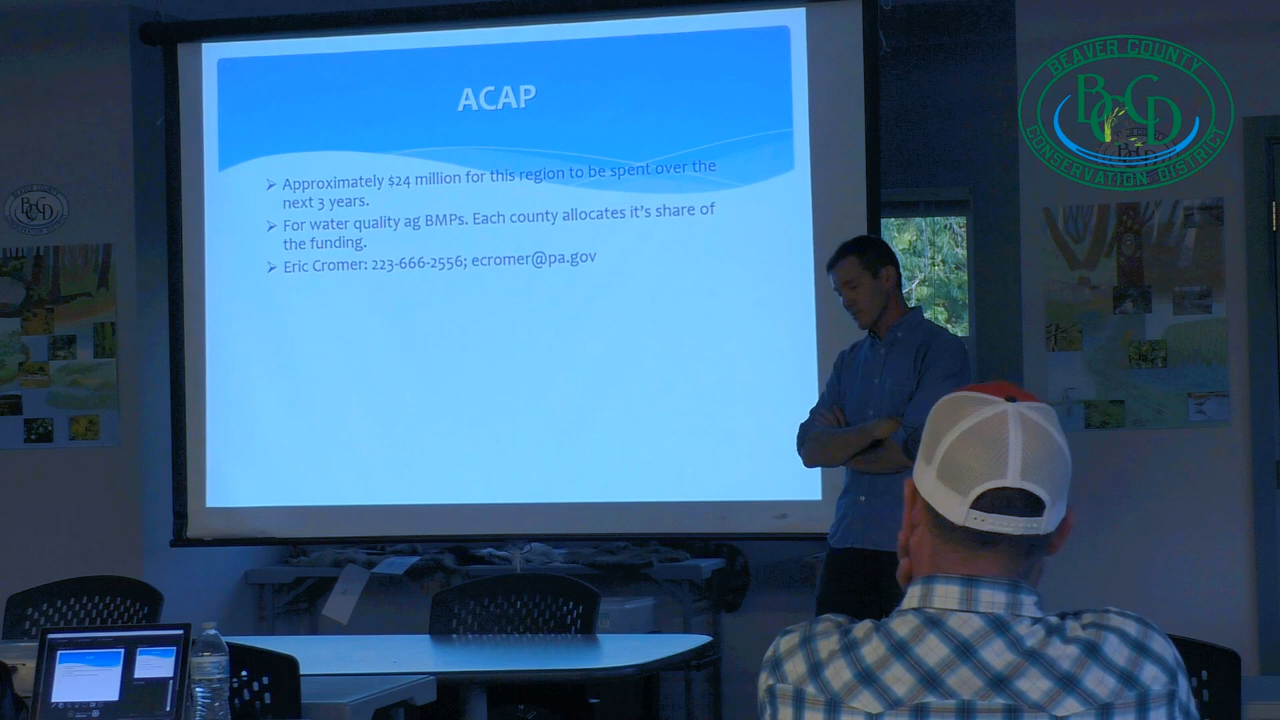 ACAP
➢ Approximately $24 million for this region to be spent over the
next 3 years.
➢ For water quality ag BMPs. Each county allocates it's share of
the funding.
➢ Eric Cromer: 223-666-2556; ecromer@pa.gov
BEAVER COUNTY
BCCD
CONSERVATION DISTRICT
BCCD